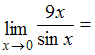 lim x→0 9x/sin x =